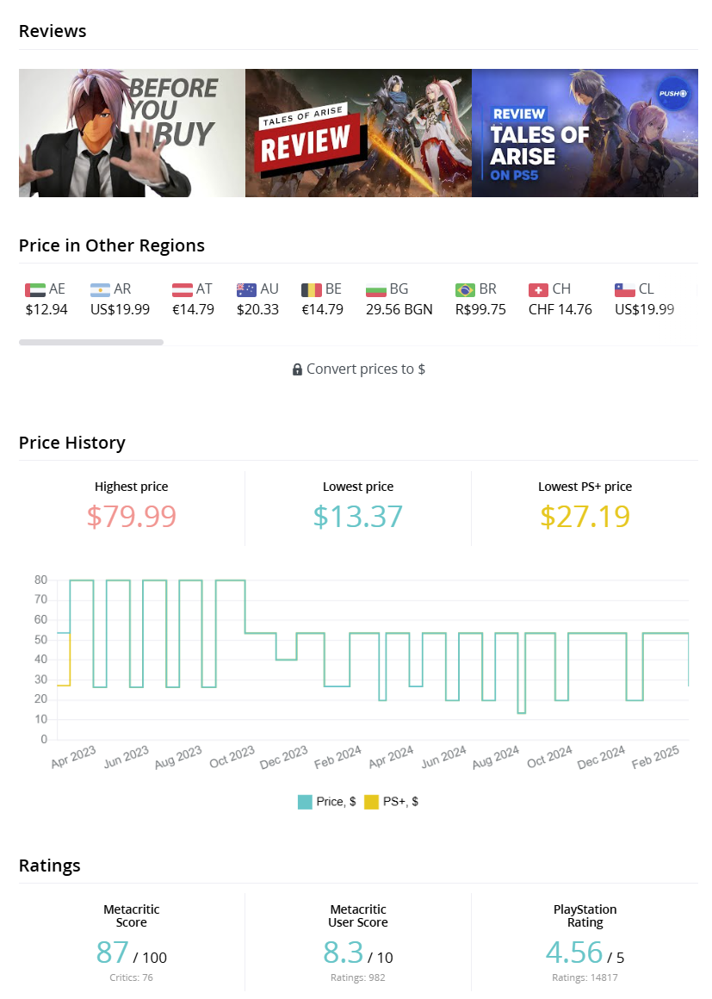 Reviews
BEFORE
YOU
BUY
TALES OF ARISE
REVIEW
PUSH
REVIEW
TALES OF
ARISE
ON PS5
Price in Other Regions
AE AR AT AU BE BG BR CH CL
$12.94 US$19.99 €14.79 $20.33 €14.79 29.56 BGN R$99.75 CHF 14.76 US$19.99
Convert prices to $
Price History
Highest price Lowest price Lowest PS+ price
$79.99 $13.37 $27.19
80
70
60
50
40
30
20
10
0
Apr 2023 Jun 2023 Aug 2023 Oct 2023 Dec 2023 Feb 2024 Apr 2024 Jun 2024 Aug 2024 Oct 2024 Dec 2024 Feb 2025
Price, $ PS+, $
Ratings
Metacritic Metacritic PlayStation
Score User Score Rating
87 / 100 8.3 / 10 4.56 / 5
Critics: 76 Ratings: 982 Ratings: 14817